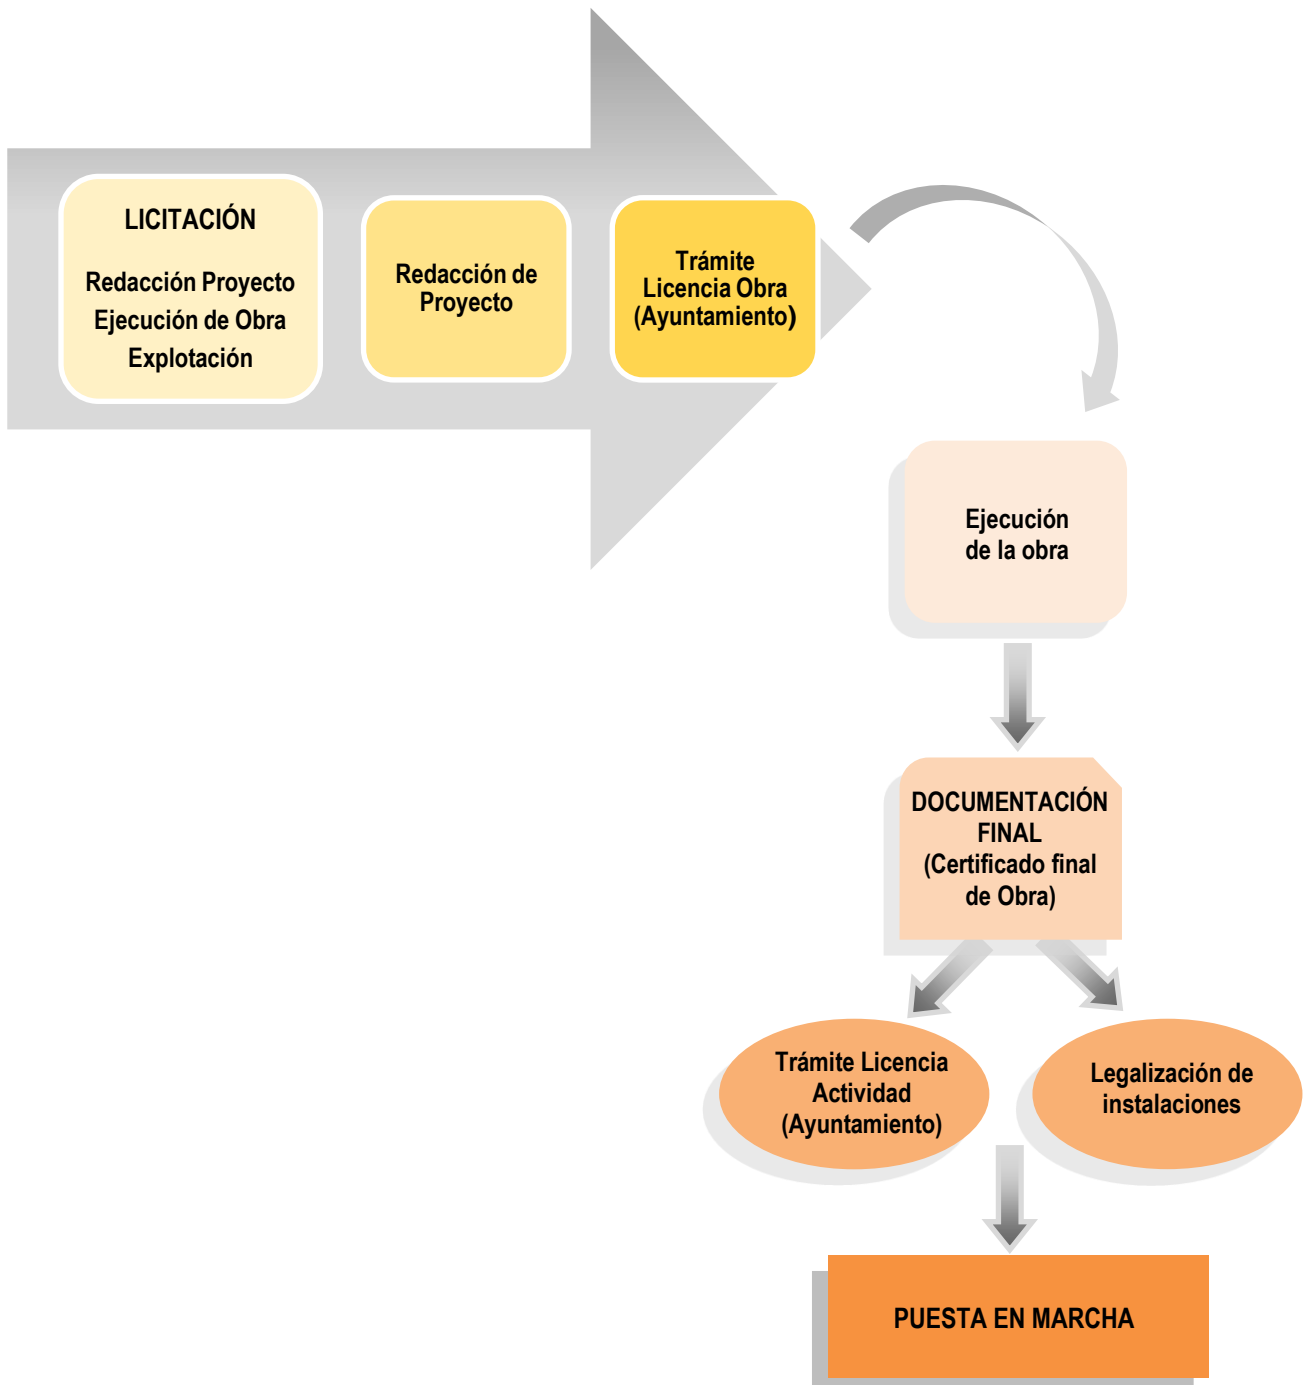 LICITACIÓN
Redacción Proyecto
Ejecución de Obra
Explotación
Redacción de
Proyecto
Trámite
Licencia Obra
(Ayuntamiento)
Ejecución
de la obra
DOCUMENTACIÓN
FINAL
(Certificado final
de Obra)
Trámite Licencia
Actividad
(Ayuntamiento)
Legalización de
instalaciones
PUESTA EN MARCHA